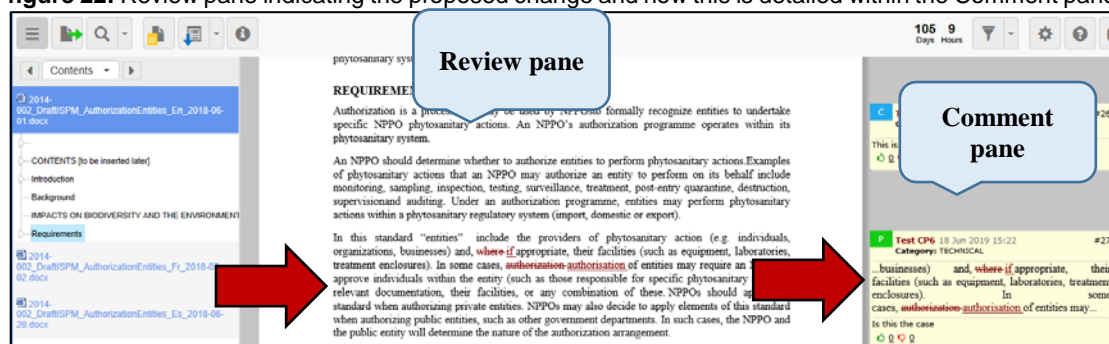 Review pane indicating the proposed change and how this is detailed within the Comment pane
105 9
Days Hours
Contents
2014-
002_DraftISPM_AuthorizationEntities_En_2018-06-
01.docx
CONTENTS [to be inserted later]
Introduction
Background
IMPACTS ON BIODIVERSITY AND THE ENVIRONMENT
Requirements
2014-
002_DraftISPM_AuthorizationEntities_Fr_2018-
02.docx
2014-
002_DraftISPM_AuthorizationEntities_Es_2018-06-
29.docx
Review pane
phytosanitary
REQUIREME
Authorization is a used by formally recognize entities to undertake
specific NPPO phytosanitary actions. An NPPO's authorization programme operates within its
phytosanitary system.
An NPPO should determine whether to authorize entities to perform phytosanitary actions.Examples
of phytosanitary actions that an NPPO may authorize an entity to perform on its behalf include
monitoring, sampling, inspection, testing, surveillance, treatment, post-entry quarantine, destruction,
supervisionand auditing. Under an authorization programme, entities may perform phytosanitary
actions within a phytosanitary regulatory system (import, domestic or export).
In this standard "entities" include the providers of phytosanitary action (e.g. individuals,
organizations, businesses) and, where if appropriate, their facilities (such as equipment, laboratories,
treatment enclosures). In some cases, authorization authorisation of entities may require an
approve individuals within the entity (such as those responsible for specific phytosanitary
relevant documentation, their facilities, or any combination of these. NPPOs should
standard when authorizing private entities. NPPOs may also decide to apply elements of this standard
when authorizing public entities, such as other government departments. In such cases, the NPPO and
the public entity will determine the nature of the authorization arrangement.
Comment
pane
C
This is
P
Test CP6 18 Jun 2019 15:22 #27
Category: TECHNICAL
...businesses) and, where if appropriate, their
facilities (such as equipment, laboratories, treatment
enclosures). In some
cases, authorization authorisation of entities may...
Is this the case
0 0